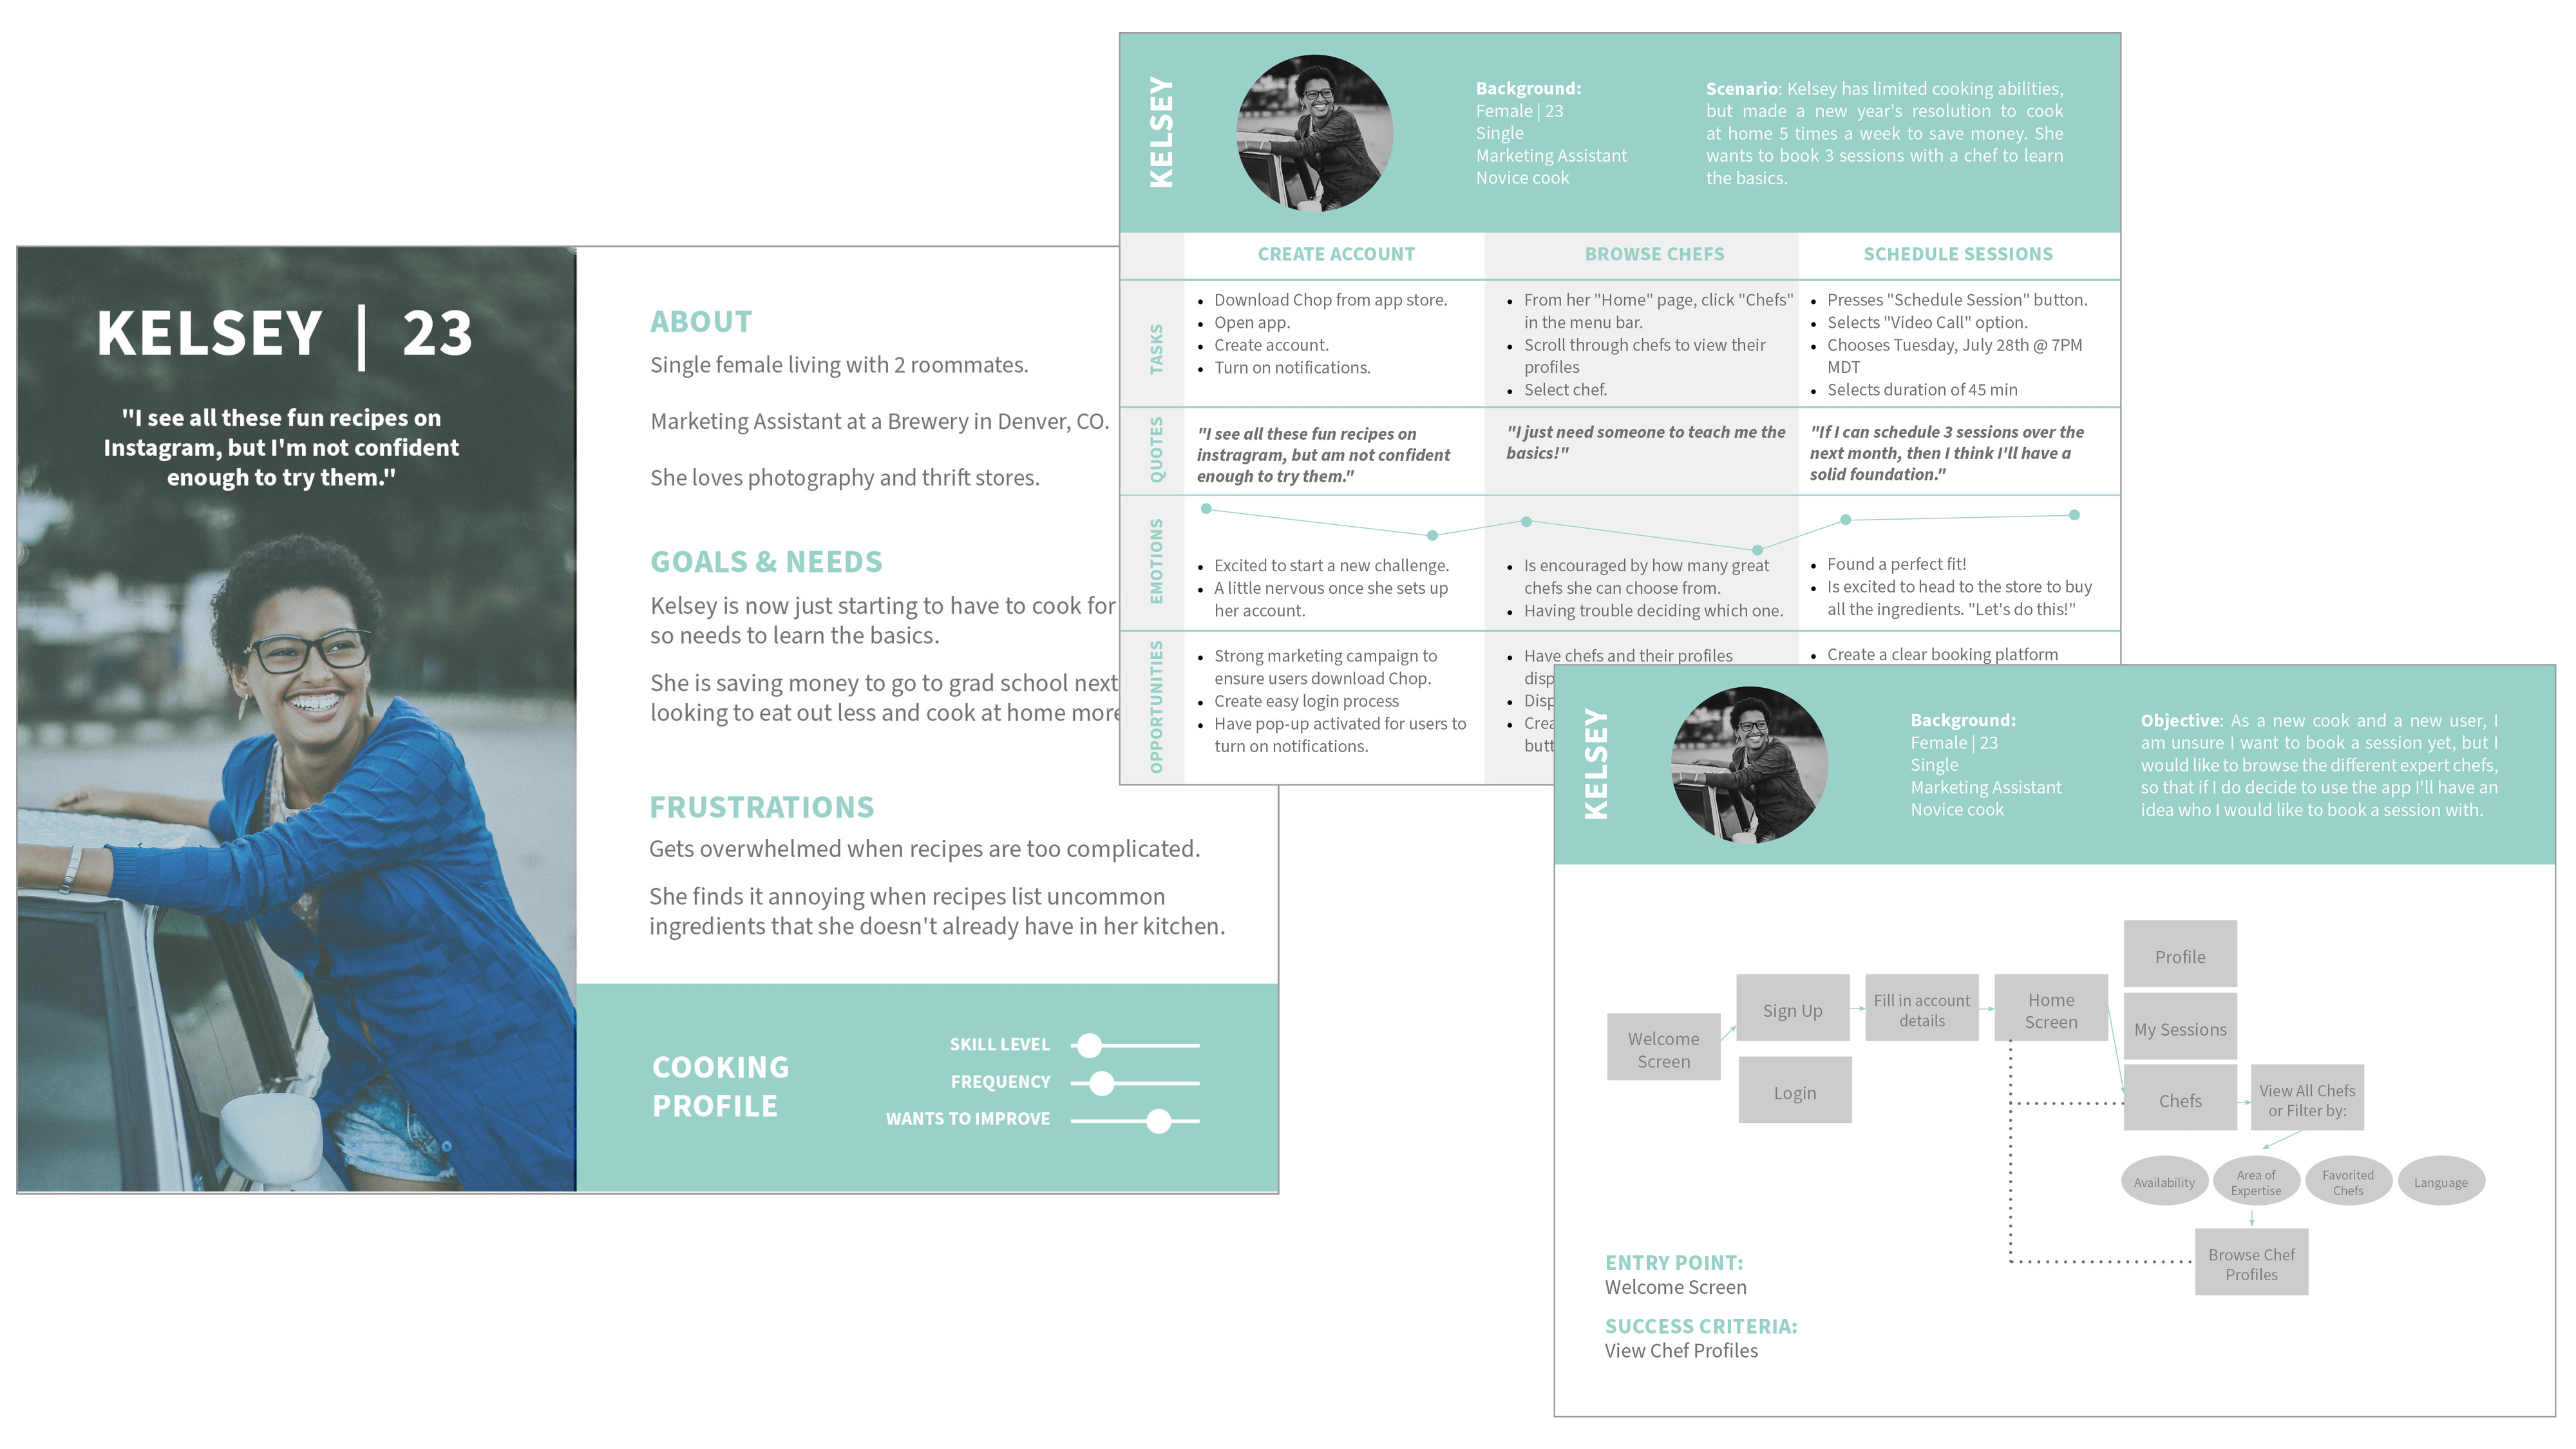 KELSEY | 23
"I see all these fun recipes on
Instagram, but I'm not confident
enough to try them."
ABOUT
Single female living with 2 roommates.
Marketing Assistant at a Brewery in Denver, CO.
She loves photography and thrift stores.
GOALS & NEEDS
Kelsey is now just starting to have to cook for
so needs to learn the basics.
She is saving money to go to grad school next
looking to eat out less and cook at home more
FRUSTRATIONS
Gets overwhelmed when recipes are too complicated.
She finds it annoying when recipes list uncommon
ingredients that she doesn't already have in her kitchen.
COOKING
PROFILE
SKILL LEVEL
FREQUENCY
WANTS TO IMPROVE
KELSEY
Background:
Female | 23
Single
Marketing Assistant
Novice cook
Scenario: Kelsey has limited cooking abilities,
but made a new year's resolution to cook
at home 5 times a week to save money. She
wants to book 3 sessions with a chef to learn
the basics.
CREATE ACCOUNT
BROWSE CHEFS
SCHEDULE SESSIONS
TASKS
• Download Chop from app store.
• Open app.
• Create account.
• Turn on notifications.
• From her "Home" page, click "Chefs"
in the menu bar.
• Scroll through chefs to view their
profiles
• Select chef.
• Presses "Schedule Session" button.
• Selects "Video Call" option.
• Chooses Tuesday, July 28th @ 7PM
MDT
• Selects duration of 45 min
QUOTES
"I see all these fun recipes on
instragram, but am not confident
enough to try them."
"I just need someone to teach me the
basics!"
"If I can schedule 3 sessions over the
next month, then I think I'll have a
solid foundation."
EMOTIONS
• Excited to start a new challenge.
• A little nervous once she sets up
her account.
• Is encouraged by how many great
chefs she can choose from.
• Having trouble deciding which one.
• Found a perfect fit!
• Is excited to head to the store to buy
all the ingredients. "Let's do this!"
OPPORTUNITIES
• Strong marketing campaign to
ensure users download Chop.
• Create easy login process
• Have pop-up activated for users to
turn on notifications.
• Have chefs and their profiles
• Create a clear booking platform
KELSEY
Background:
Female | 23
Single
Marketing Assistant
Novice cook
Objective: As a new cook and a new user, I
am unsure I want to book a session yet, but I
would like to browse the different expert chefs,
so that if I do decide to use the app I'll have an
idea who I would like to book a session with.
Welcome
Screen
Sign Up
Login
Fill in account
details
Home
Screen
Profile
My Sessions
Chefs
View All Chefs
or Filter by:
Availability
Area of
Expertise
Favorited
Chefs
Language
Browse Chef
Profiles
ENTRY POINT:
Welcome Screen
SUCCESS CRITERIA:
View Chef Profiles